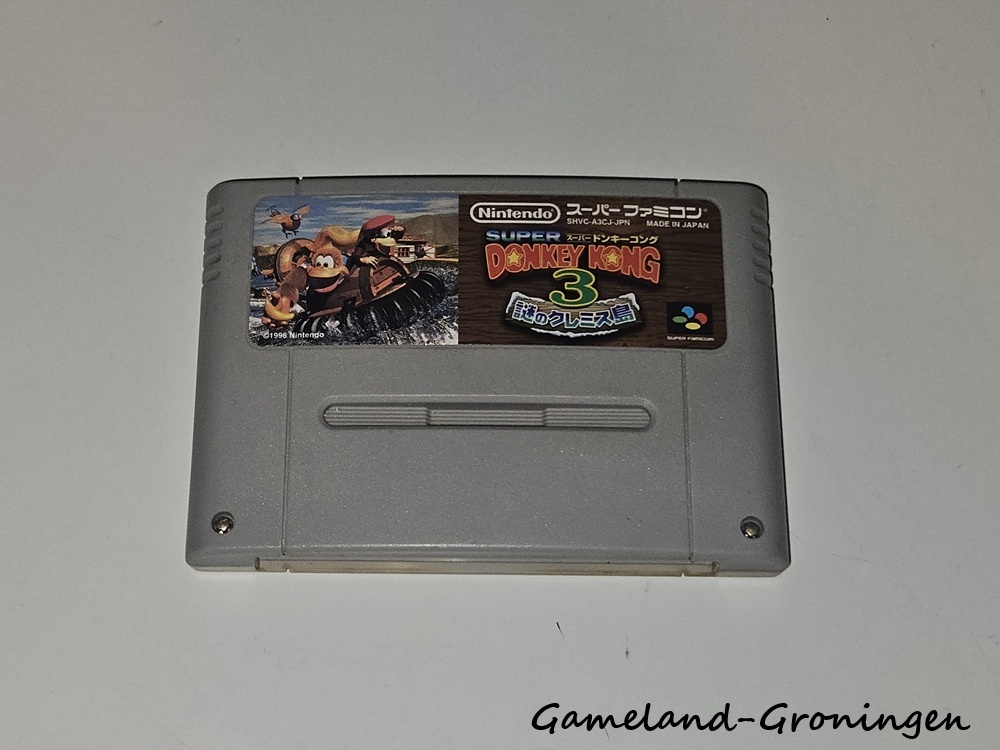 Nintendo スーパーファミコン
SHVC-A3CJ-JPN MADE IN JAPAN
SUPER スーパードンキーコング
DONKEY KONG
3
謎のクレミス島
©1996 Nintendo
SUPER FAMICOM
Gameland-Groningen